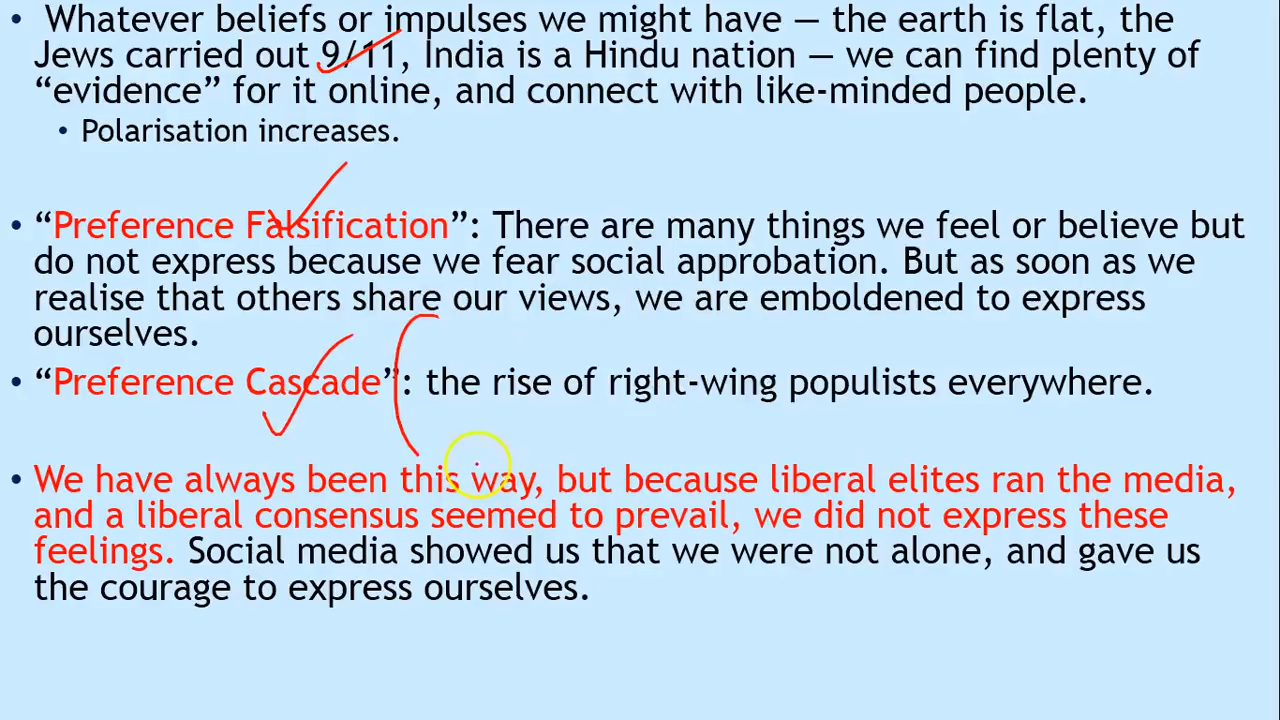 • Whatever beliefs or impulses we might have — the earth is flat, the
Jews carried out 9/11, India is a Hindu nation — we can find plenty of
“evidence” for it online, and connect with like-minded people.
• Polarisation increases.
• “Preference Falsification”: There are many things we feel or believe but
do not express because we fear social approbation. But as soon as we
realise that others share our views, we are emboldened to express
ourselves.
• “Preference Cascade”: the rise of right-wing populists everywhere.
• We have always been this way, but because liberal elites ran the media,
and a liberal consensus seemed to prevail, we did not express these
feelings. Social media showed us that we were not alone, and gave us
the courage to express ourselves.